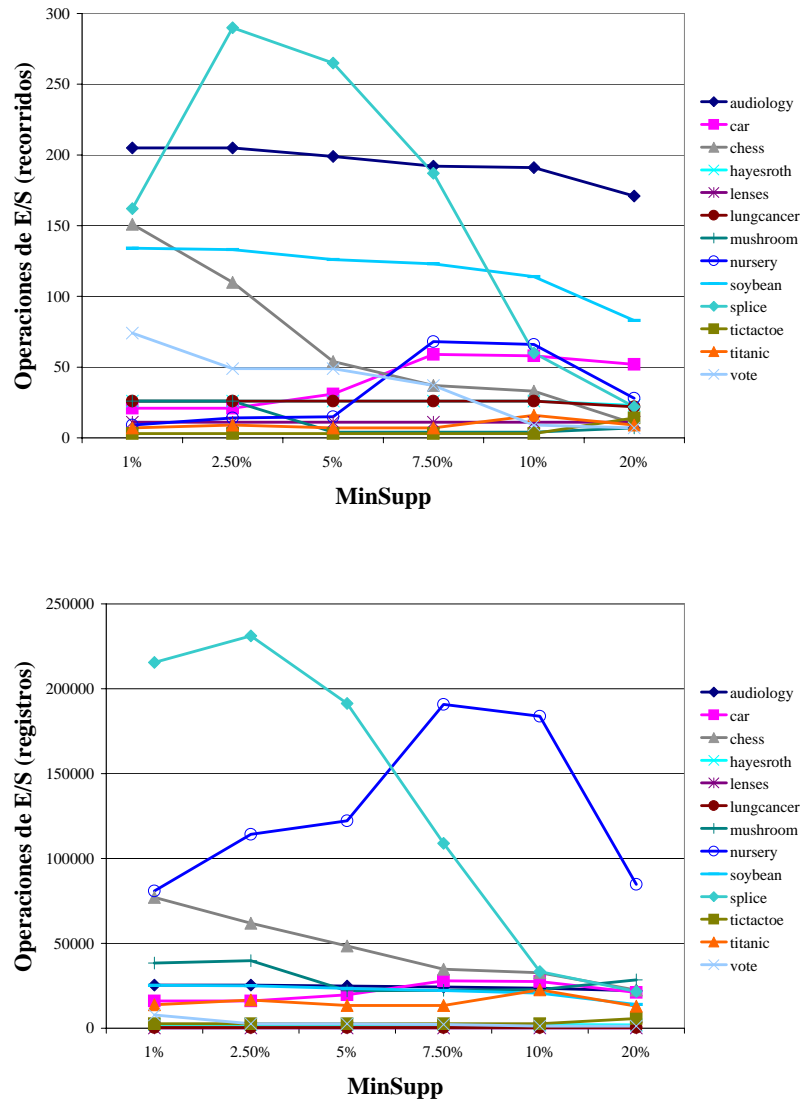 300
250
200
150
100
50
0
Operaciones de E/S (recorridos)
1%
2.50%
5%
7.50%
10%
20%
MinSupp
audiology
car
chess
hayesroth
lenses
lungcancer
mushroom
nursery
soybean
splice
tictactoe
titanic
vote
250000
200000
150000
100000
50000
0
Operaciones de E/S (registros)
1%
2.50%
5%
7.50%
10%
20%
MinSupp
audiology
car
chess
hayesroth
lenses
lungcancer
mushroom
nursery
soybean
splice
tictactoe
titanic
vote